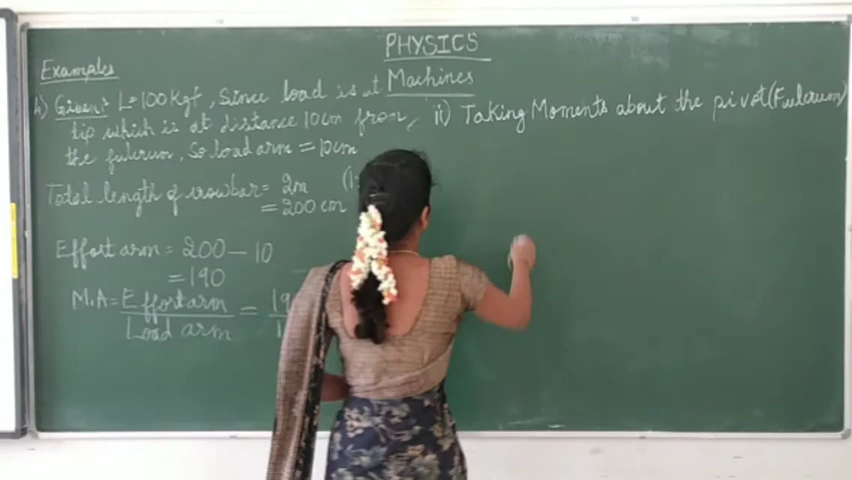 PHYSICS
Machines
Examples
Given: L=100Kgf, Since load is at
tip which is at distance 10cm from
the fulcrum, So load arm = 10cm
Total length of crowbar = 2m
= 200 cm
Effort arm = 200 — 10
= 190
M.A = Effort arm / Load arm = 19
ii) Taking Moments about the pivot(Fulcrum)